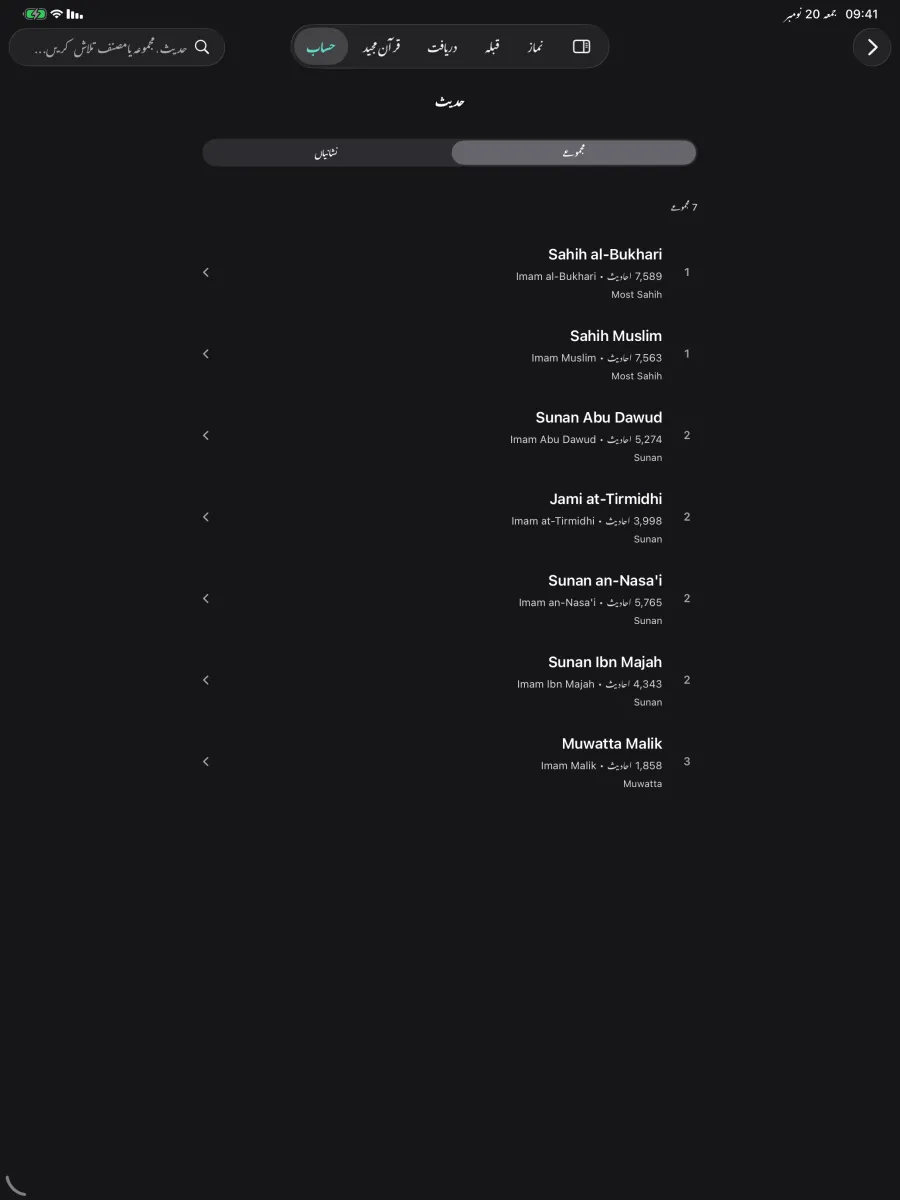 09:41 جمعہ 20 نومبر
نماز قبلہ دریافت قرآن مجید حساب
حدیث، مجموعہ یا مصنف تلاش کریں...
حدیث
مجموعے نشانیاں
7 مجموعے
1 Sahih al-Bukhari
7,589 احادیث • Imam al-Bukhari
Most Sahih
1 Sahih Muslim
7,563 احادیث • Imam Muslim
Most Sahih
2 Sunan Abu Dawud
5,274 احادیث • Imam Abu Dawud
Sunan
2 Jami at-Tirmidhi
3,998 احادیث • Imam at-Tirmidhi
Sunan
2 Sunan an-Nasa'i
5,765 احادیث • Imam an-Nasa'i
Sunan
2 Sunan Ibn Majah
4,343 احادیث • Imam Ibn Majah
Sunan
3 Muwatta Malik
1,858 احادیث • Imam Malik
Muwatta